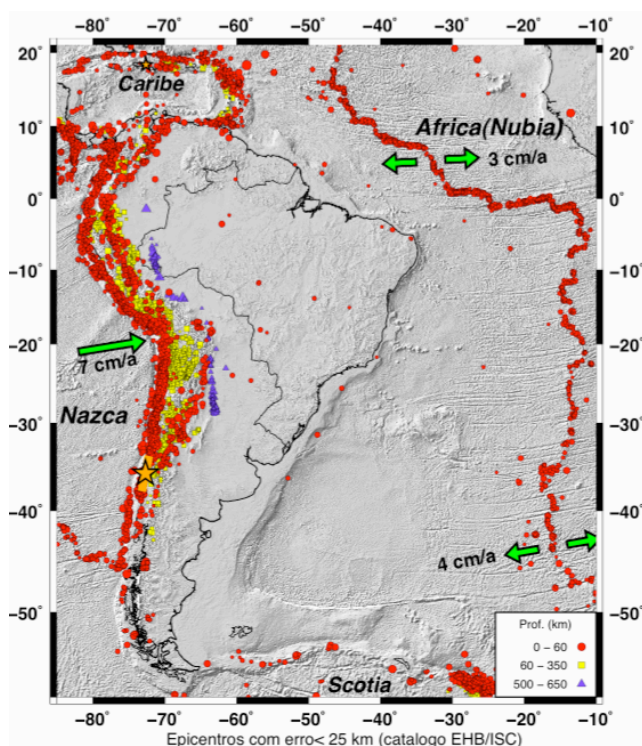 −80° −70° −60° −50° −40° −30° −20° −10°
20° 20°
Caribe
10° Africa(Nubia) 10°
3 cm/a
0° 0°
−10° −10°
−20° −20°
7 cm/a
Nazca
−30° −30°
−40° −40°
4 cm/a
−50° −50°
Prof. (km)
0 – 60
60 – 350
500 – 650
Scotia
−80° −70° −60° −50° −40° −30° −20° −10°
Epicentros com erro< 25 km (catalogo EHB/ISC)